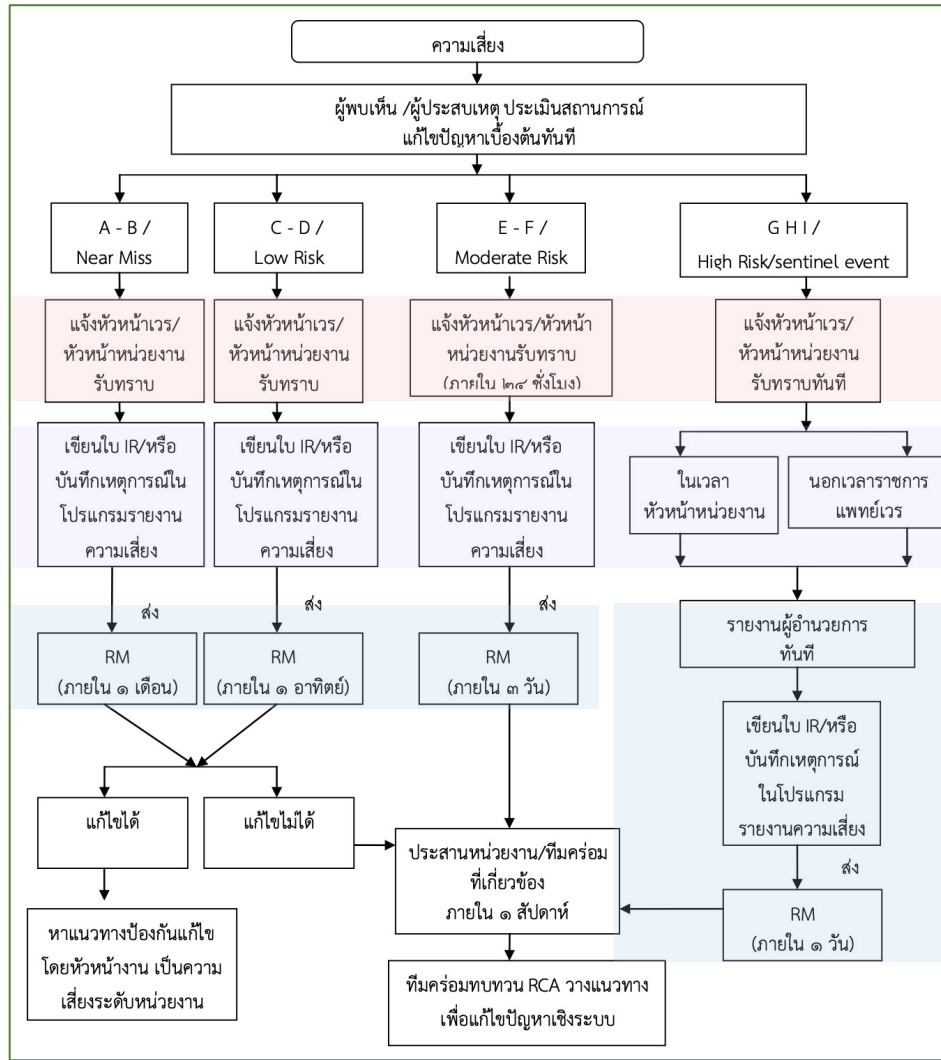 ความเสี่ยง
ผู้พบเห็น /ผู้ประสบเหตุ ประเมินสถานการณ์
แก้ไขปัญหาเบื้องต้นทันที
A - B /
Near Miss
C - D /
Low Risk
E - F /
Moderate Risk
G H I /
High Risk/sentinel event
แจ้งหัวหน้าเวร/
หัวหน้าหน่วยงาน
รับทราบ
แจ้งหัวหน้าเวร/
หัวหน้าหน่วยงาน
รับทราบ
แจ้งหัวหน้าเวร/หัวหน้า
หน่วยงานรับทราบ
(ภายใน ๒๔ ชั่งโมง)
แจ้งหัวหน้าเวร/
หัวหน้าหน่วยงาน
รับทราบทันที
เขียนใบ IR/หรือ
บันทึกเหตุการณ์ใน
โปรแกรมรายงาน
ความเสี่ยง
เขียนใบ IR/หรือ
บันทึกเหตุการณ์ใน
โปรแกรมรายงาน
ความเสี่ยง
เขียนใบ IR/หรือ
บันทึกเหตุการณ์ใน
โปรแกรมรายงาน
ความเสี่ยง
ในเวลา
หัวหน้าหน่วยงาน
นอกเวลาราชการ
แพทย์เวร
ส่ง
ส่ง
ส่ง
รายงานผู้อำนวยการ
ทันที
RM
(ภายใน ๑ เดือน)
RM
(ภายใน ๑ อาทิตย์)
RM
(ภายใน ๓ วัน)
เขียนใบ IR/หรือ
บันทึกเหตุการณ์
ในโปรแกรม
รายงานความเสี่ยง
ส่ง
แก้ไขได้
แก้ไขไม่ได้
ประสานหน่วยงาน/ทีมคร่อม
ที่เกี่ยวข้อง
ภายใน ๑ สัปดาห์
RM
(ภายใน ๑ วัน)
หาแนวทางป้องกันแก้ไข
โดยหัวหน้างาน เป็นความ
เสี่ยงระดับหน่วยงาน
ทีมคร่อมทบทวน RCA วางแนวทาง
เพื่อแก้ไขปัญหาเชิงระบบ